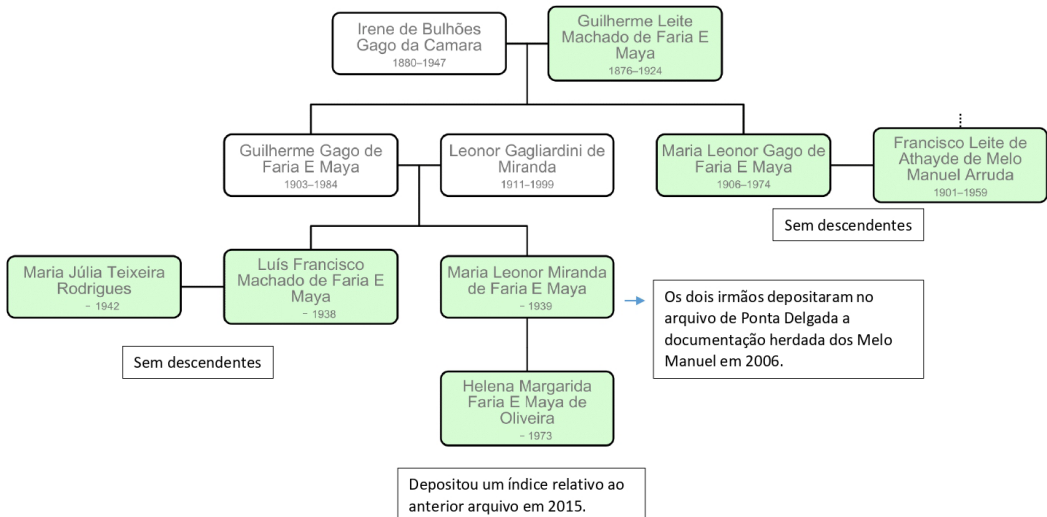 Irene de Bulhões
Gago da Camara
1880–1947
Guilherme Leite
Machado de Faria E
Maya
1876–1924
Guilherme Gago de
Faria E Maya
1903–1984
Leonor Gagliardini de
Miranda
1911–1999
Maria Leonor Gago de
Faria E Maya
1906–1974
Francisco Leite de
Athayde de Melo
Manuel Arruda
1901–1959
Sem descendentes
Maria Júlia Teixeira
Rodrigues
- 1942
Luís Francisco
Machado de Faria E
Maya
- 1938
Maria Leonor Miranda
de Faria E Maya
- 1939
Os dois irmãos depositaram no
arquivo de Ponta Delgada a
documentação herdada dos Melo
Manuel em 2006.
Sem descendentes
Helena Margarida
Faria E Maya de
Oliveira
- 1973
Depositou um índice relativo ao
anterior arquivo em 2015.